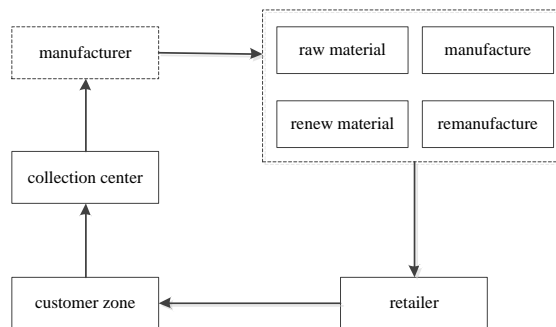 manufacturer
raw material
manufacture
renew material
remanufacture
collection center
customer zone
retailer